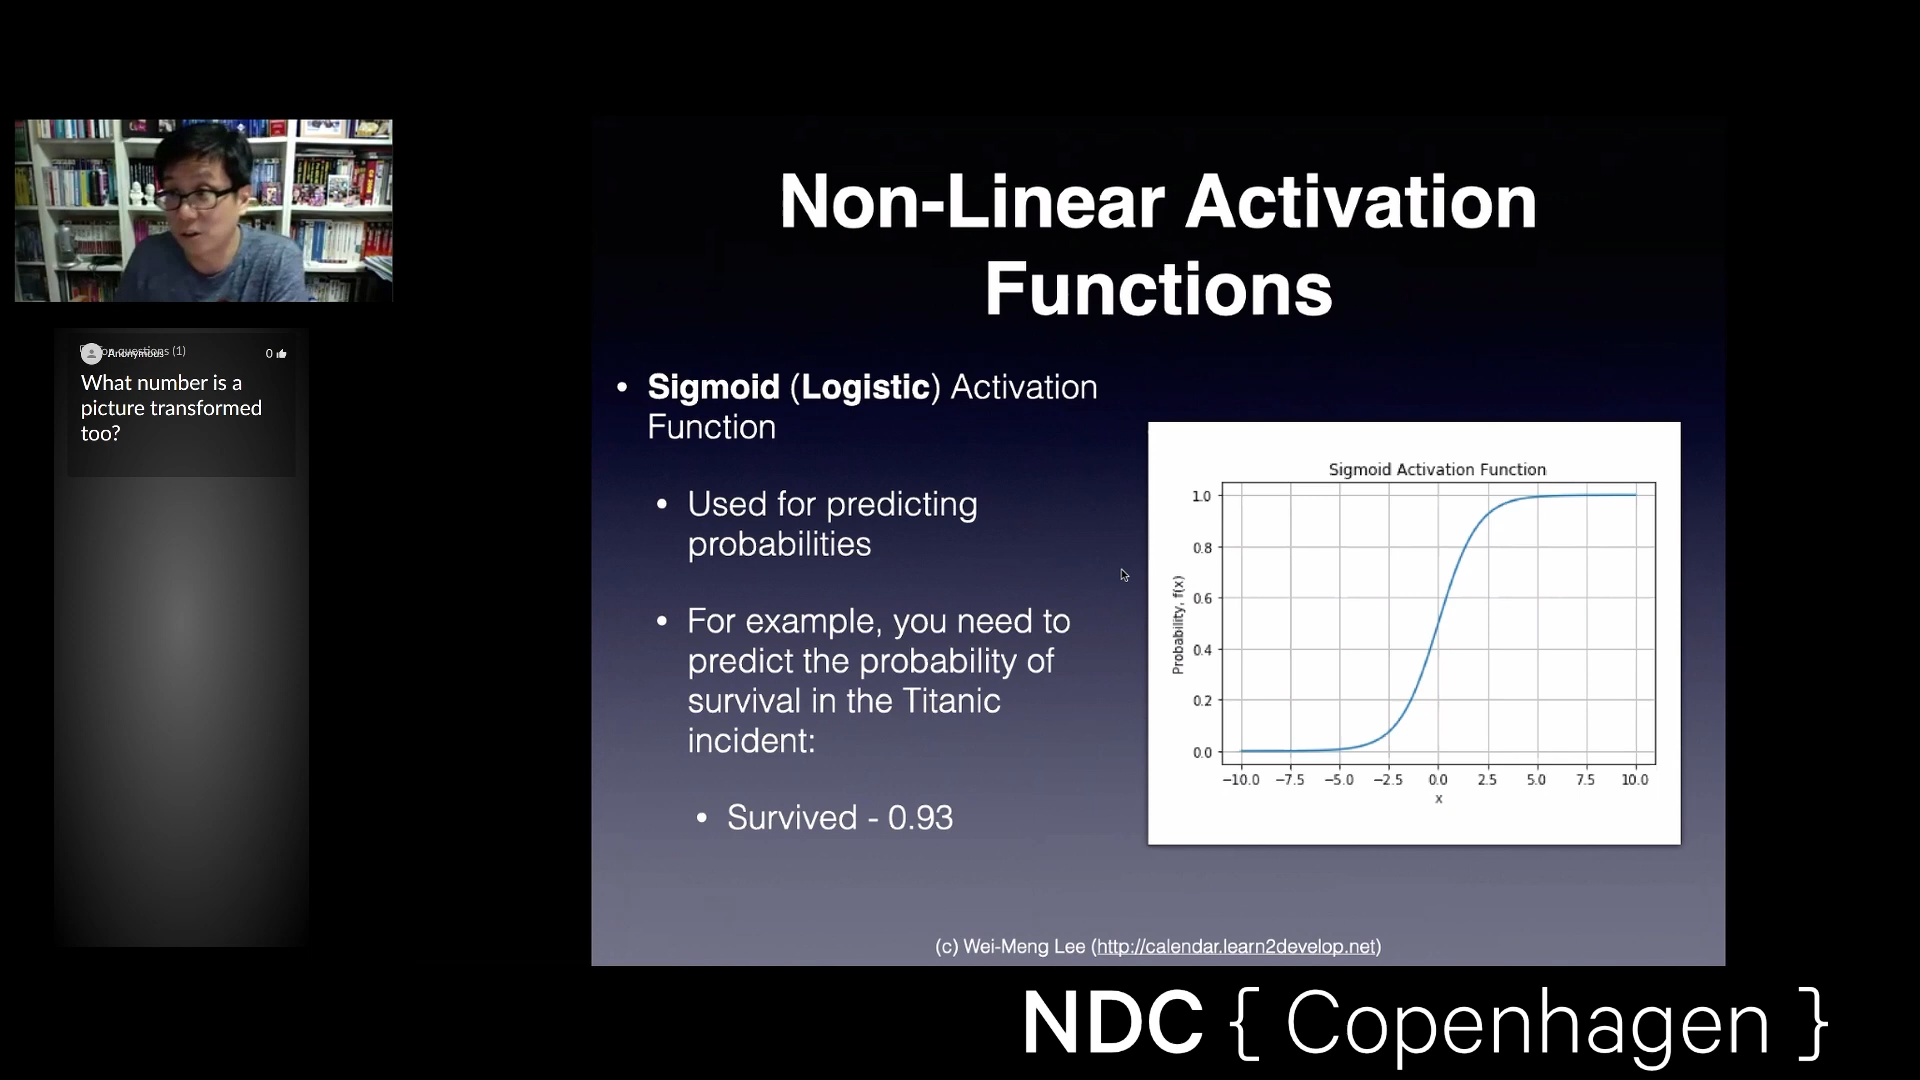 Non-Linear Activation
Functions
questions (1)
Anonymous
0
What number is a
picture transformed
too?
• Sigmoid (Logistic) Activation
Function
• Used for predicting
probabilities
• For example, you need to
predict the probability of
survival in the Titanic
incident:
• Survived - 0.93
Sigmoid Activation Function
1.0
0.8
0.6
0.4
0.2
0.0
Probability, f(x)
−10.0 −7.5 −5.0 −2.5 0.0 2.5 5.0 7.5 10.0
x
(c) Wei-Meng Lee (http://calendar.learn2develop.net)
NDC { Copenhagen }